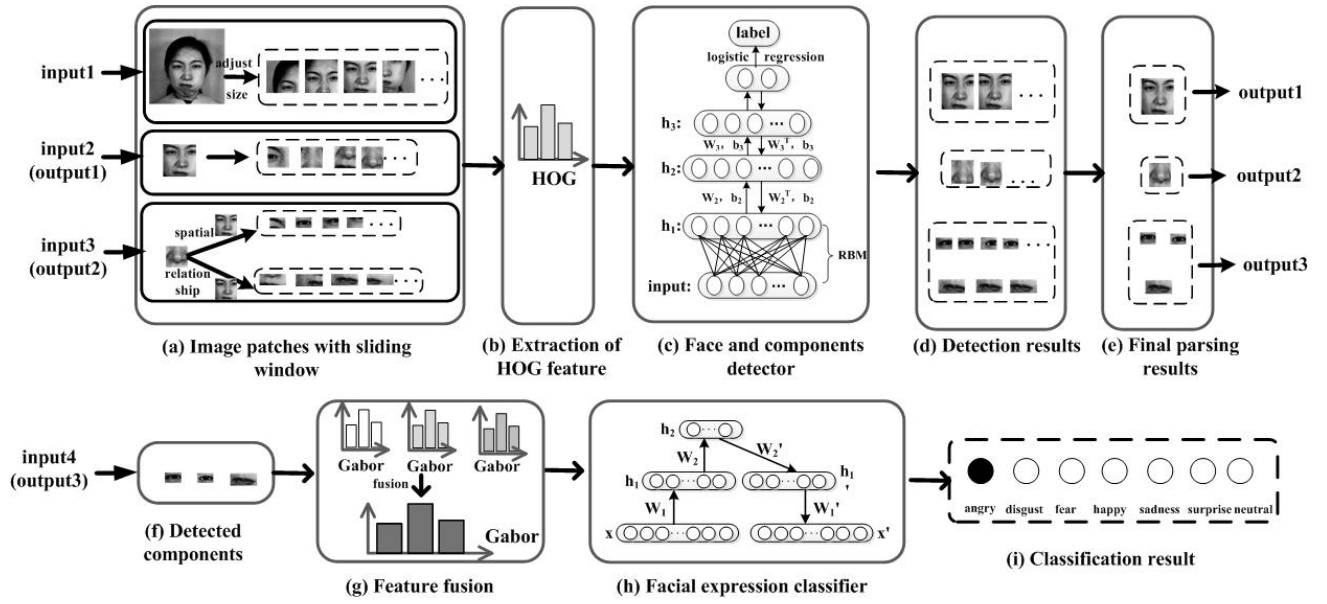 input1
adjust
size
. . .
input2
(output1)
. . .
input3
(output2)
spatial
relation
ship
. . .
. . .
(a) Image patches with sliding
window
HOG
(b) Extraction of
HOG feature
label
logistic regression
h3:
W3, b3 W3T, b3
h2:
W2, b2 W2T, b2
h1:
RBM
input:
(c) Face and components
detector
. . .
. . .
. . .
(d) Detection results
output1
output2
output3
(e) Final parsing
results
input4
(output3)
(f) Detected
components
Gabor Gabor Gabor
fusion
Gabor
(g) Feature fusion
h2
W2 W2'
h1 h1'
W1 W1'
x x'
(h) Facial expression classifier
angry disgust fear happy sadness surprise neutral
(i) Classification result